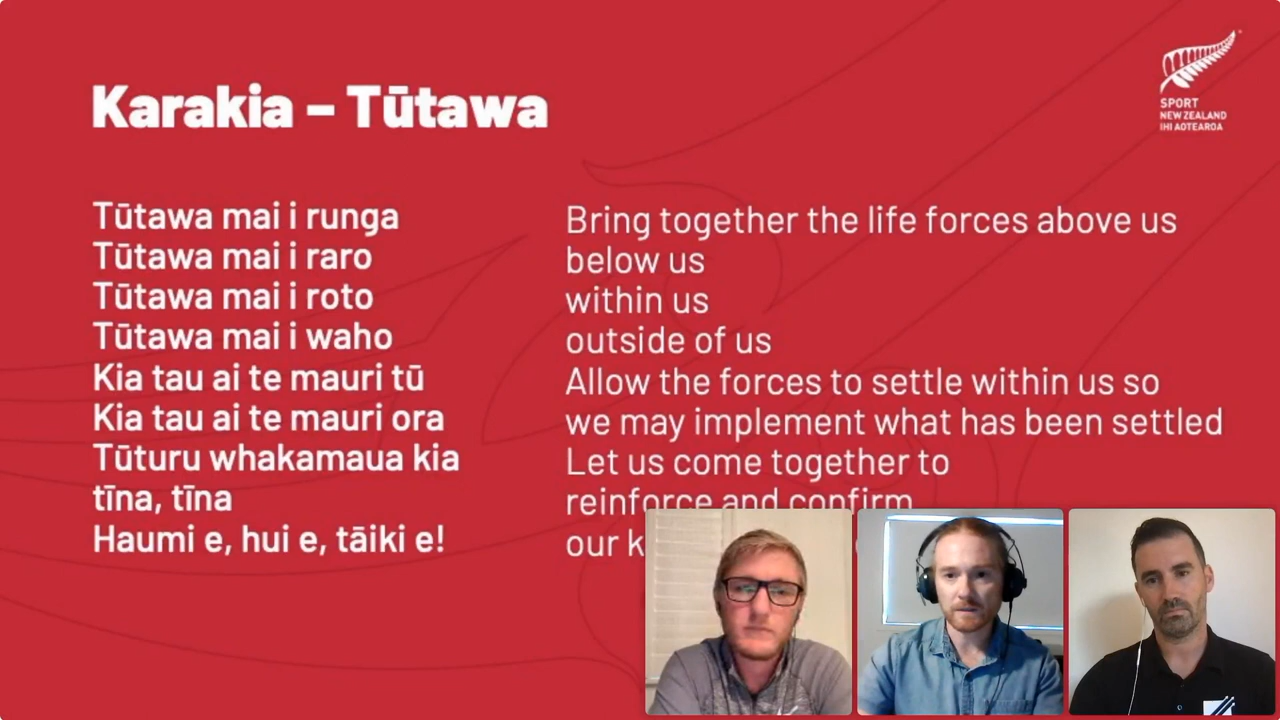 Karakia – Tūtawa
SPORT
NEW ZEALAND
IHI AOTEAROA
Tūtawa mai i runga
Tūtawa mai i raro
Tūtawa mai i roto
Tūtawa mai i waho
Kia tau ai te mauri tū
Kia tau ai te mauri ora
Tūturu whakamaua kia
tīna, tīna
Haumi e, hui e, tāiki e!
Bring together the life forces above us
below us
within us
outside of us
Allow the forces to settle within us so
we may implement what has been settled
Let us come together to
reinforce and confirm
our